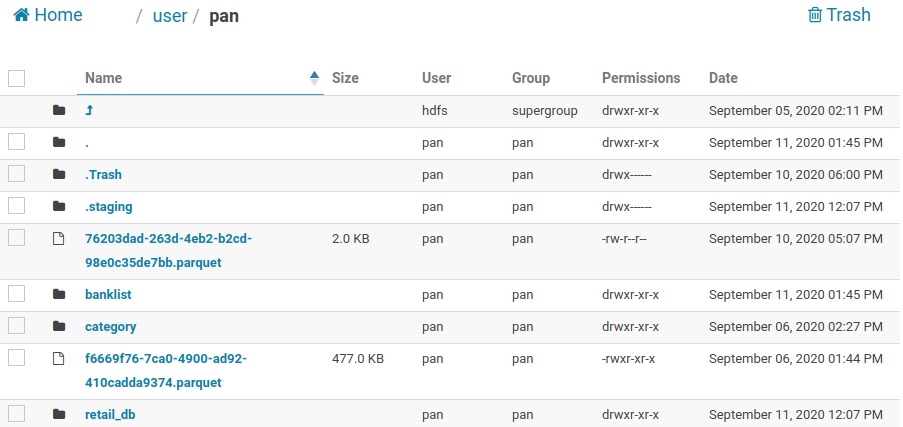 Home / user / pan Trash
Name Size User Group Permissions Date
hdfs supergroup drwxr-xr-x September 05, 2020 02:11 PM
. pan pan drwxr-xr-x September 11, 2020 01:45 PM
.Trash pan pan drwx------ September 10, 2020 06:00 PM
.staging pan pan drwx------ September 11, 2020 12:07 PM
76203dad-263d-4eb2-b2cd- 2.0 KB pan pan -rw-r--r-- September 10, 2020 05:07 PM
98e0c35de7bb.parquet
banklist pan pan drwxr-xr-x September 11, 2020 01:45 PM
category pan pan drwxr-xr-x September 06, 2020 02:27 PM
f6669f76-7ca0-4900-ad92- 477.0 KB pan pan -rwxr-xr-x September 06, 2020 01:44 PM
410cadda9374.parquet
retail_db pan pan drwxr-xr-x September 11, 2020 12:07 PM